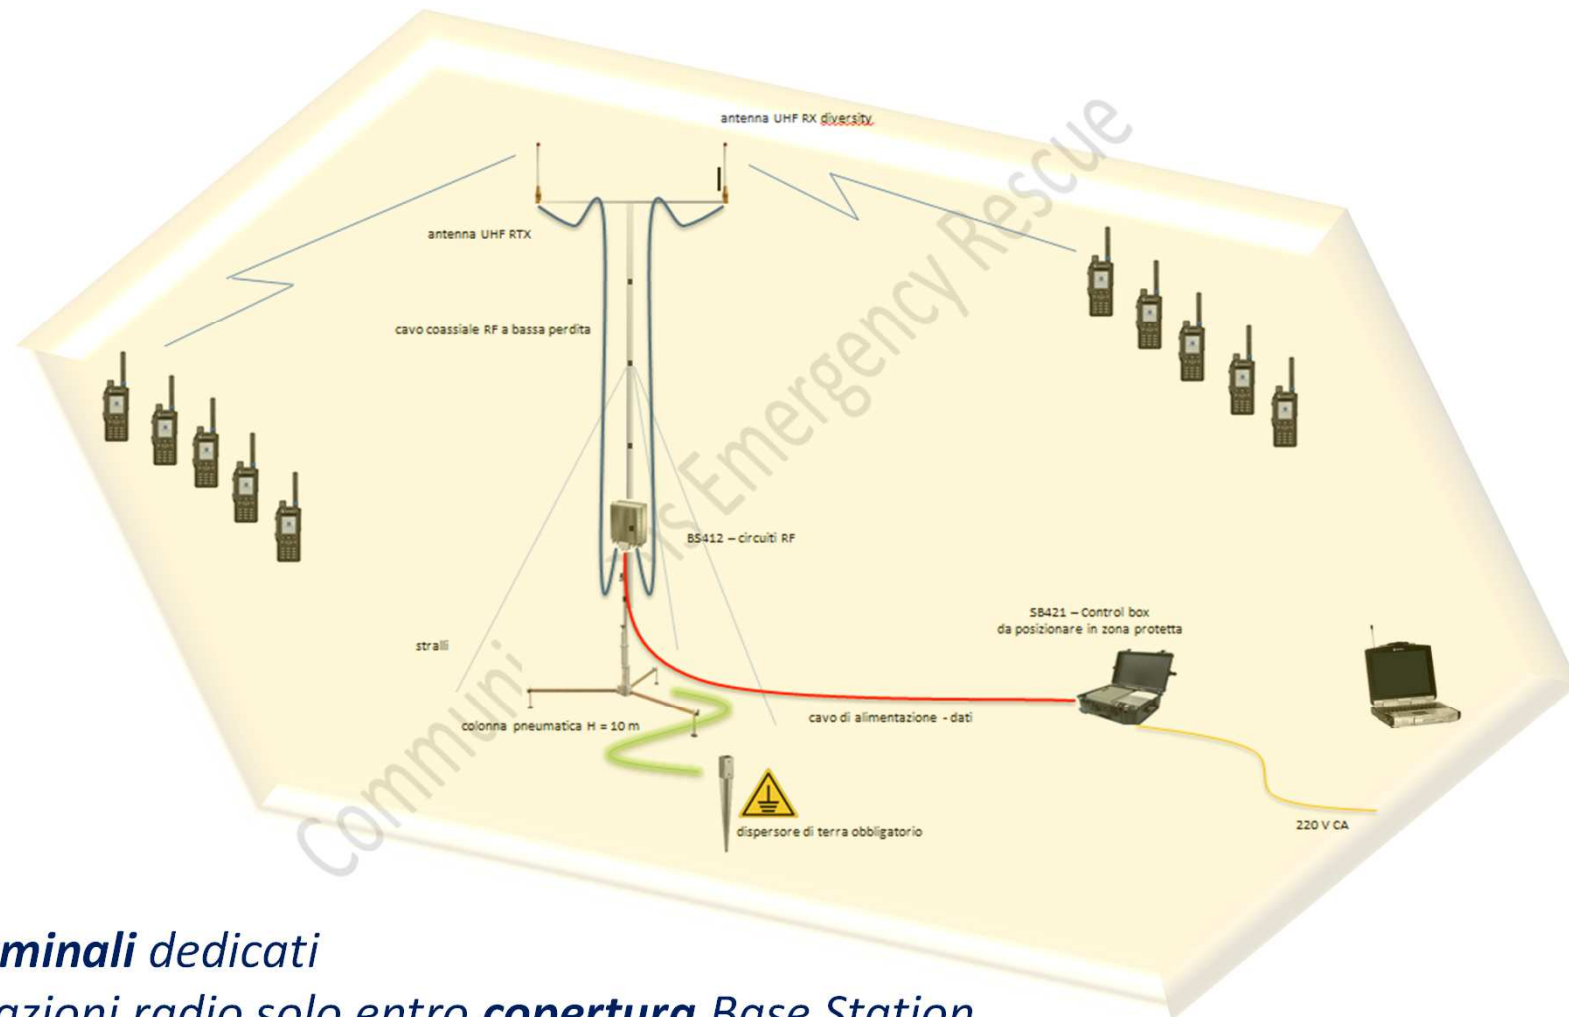 antenna UHF RX diversity
antenna UHF RTX
cavo coassiale RF a bassa perdita
BS412 – circuiti RF
SB421 – Control box
da posizionare in zona protetta
stralli
colonna pneumatica H = 10 m
cavo di alimentazione - dati
220 V CA
dispersore di terra obbligatorio
Emergency Rescue
minali dedicati
azioni radio solo entro copertura Base Station